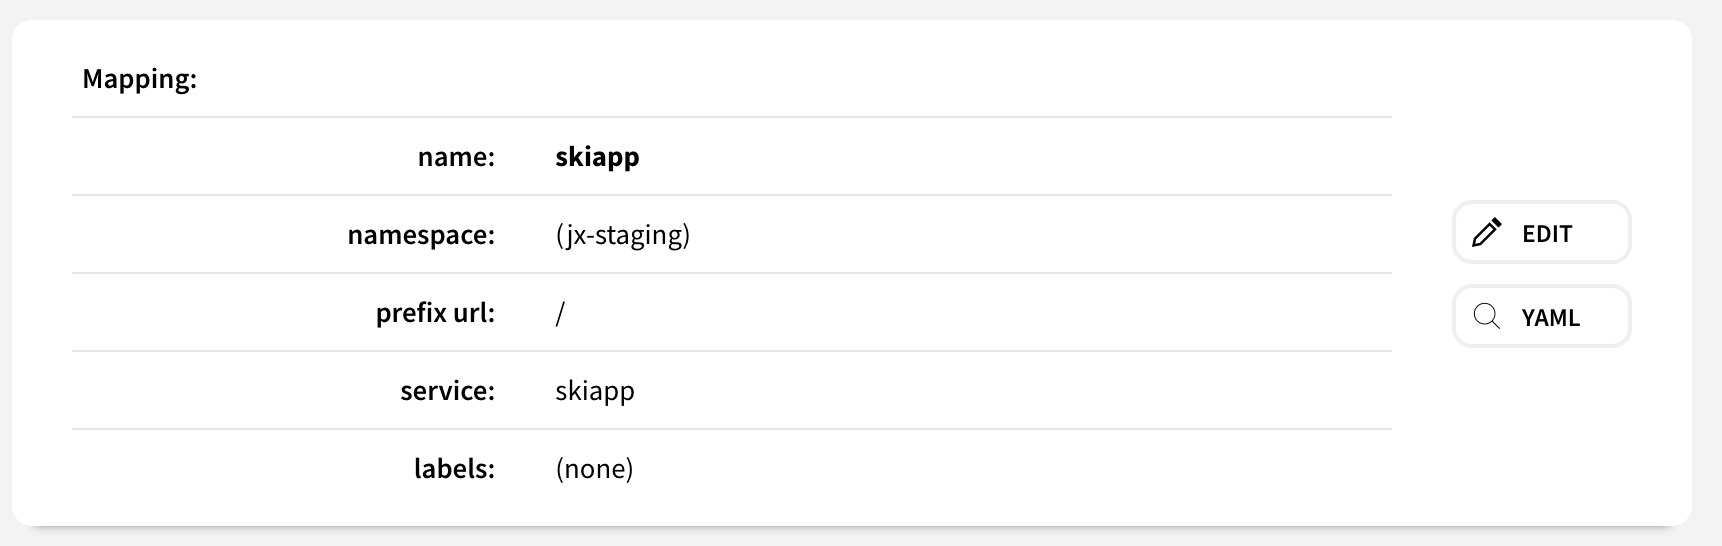 Mapping:
name: skiapp
namespace: (jx-staging)
prefix url: /
service: skiapp
labels: (none)
EDIT
YAML